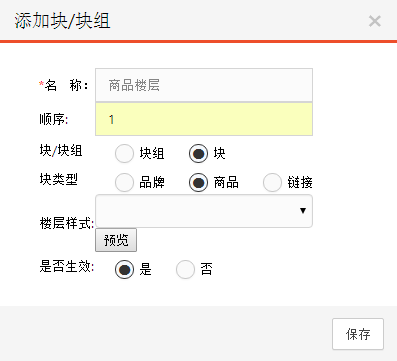 添加块/块组 ×
*名 称: 商品楼层
顺序: 1
块/块组 块组 块
块类型 品牌 商品 链接
楼层样式:
预览
是否生效: 是 否
保存